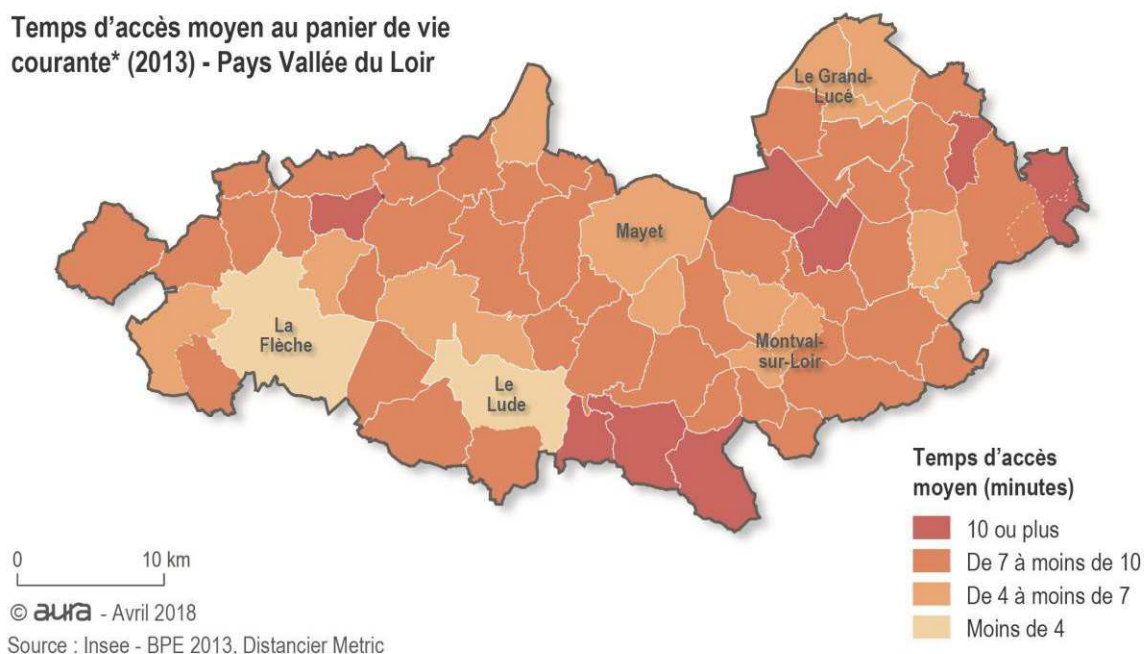 Temps d’accès moyen au panier de vie
courante* (2013) - Pays Vallée du Loir
Le Grand-
Lucé
Mayet
La
Flèche
Montval-
sur-Loir
Le
Lude
Temps d’accès
moyen (minutes)
10 ou plus
De 7 à moins de 10
De 4 à moins de 7
Moins de 4
0 10 km
© aura - Avril 2018
Source : Insee - BPE 2013, Distancier Metric